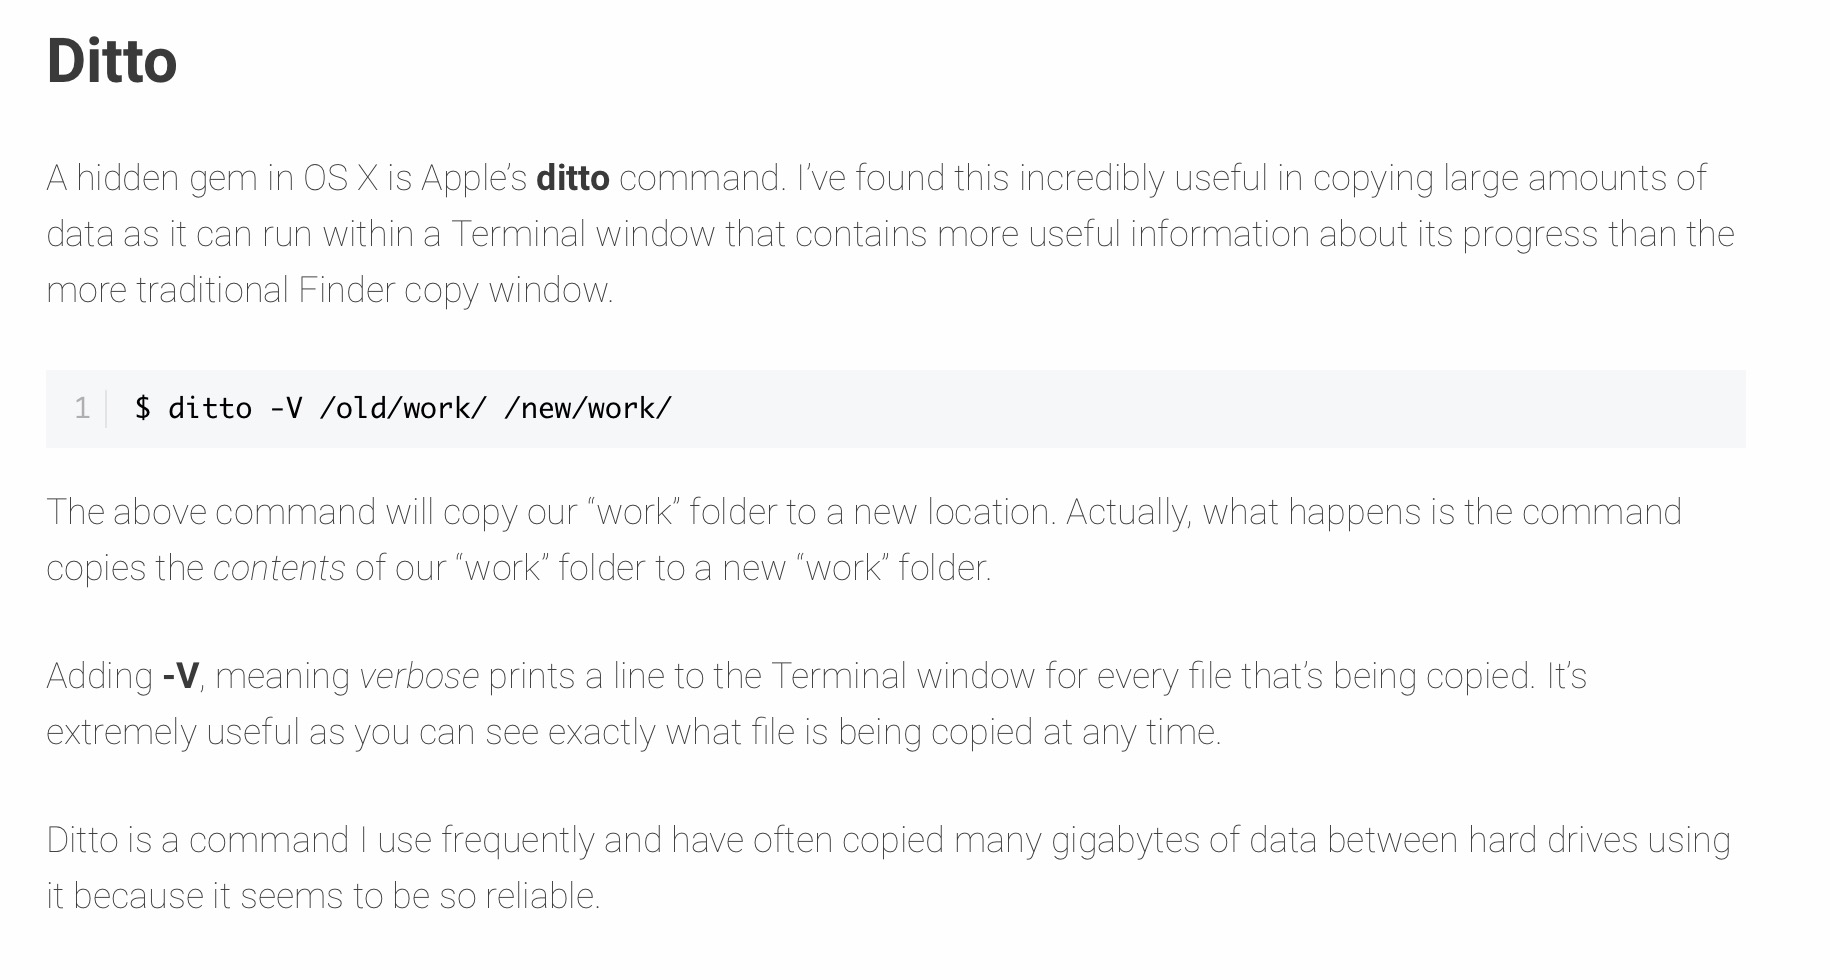 Ditto
A hidden gem in OS X is Apple’s ditto command. I’ve found this incredibly useful in copying large amounts of
data as it can run within a Terminal window that contains more useful information about its progress than the
more traditional Finder copy window.
1 $ ditto -V /old/work/ /new/work/
The above command will copy our “work” folder to a new location. Actually, what happens is the command
copies the contents of our “work” folder to a new “work” folder.
Adding -V, meaning verbose prints a line to the Terminal window for every file that’s being copied. It’s
extremely useful as you can see exactly what file is being copied at any time.
Ditto is a command I use frequently and have often copied many gigabytes of data between hard drives using
it because it seems to be so reliable.